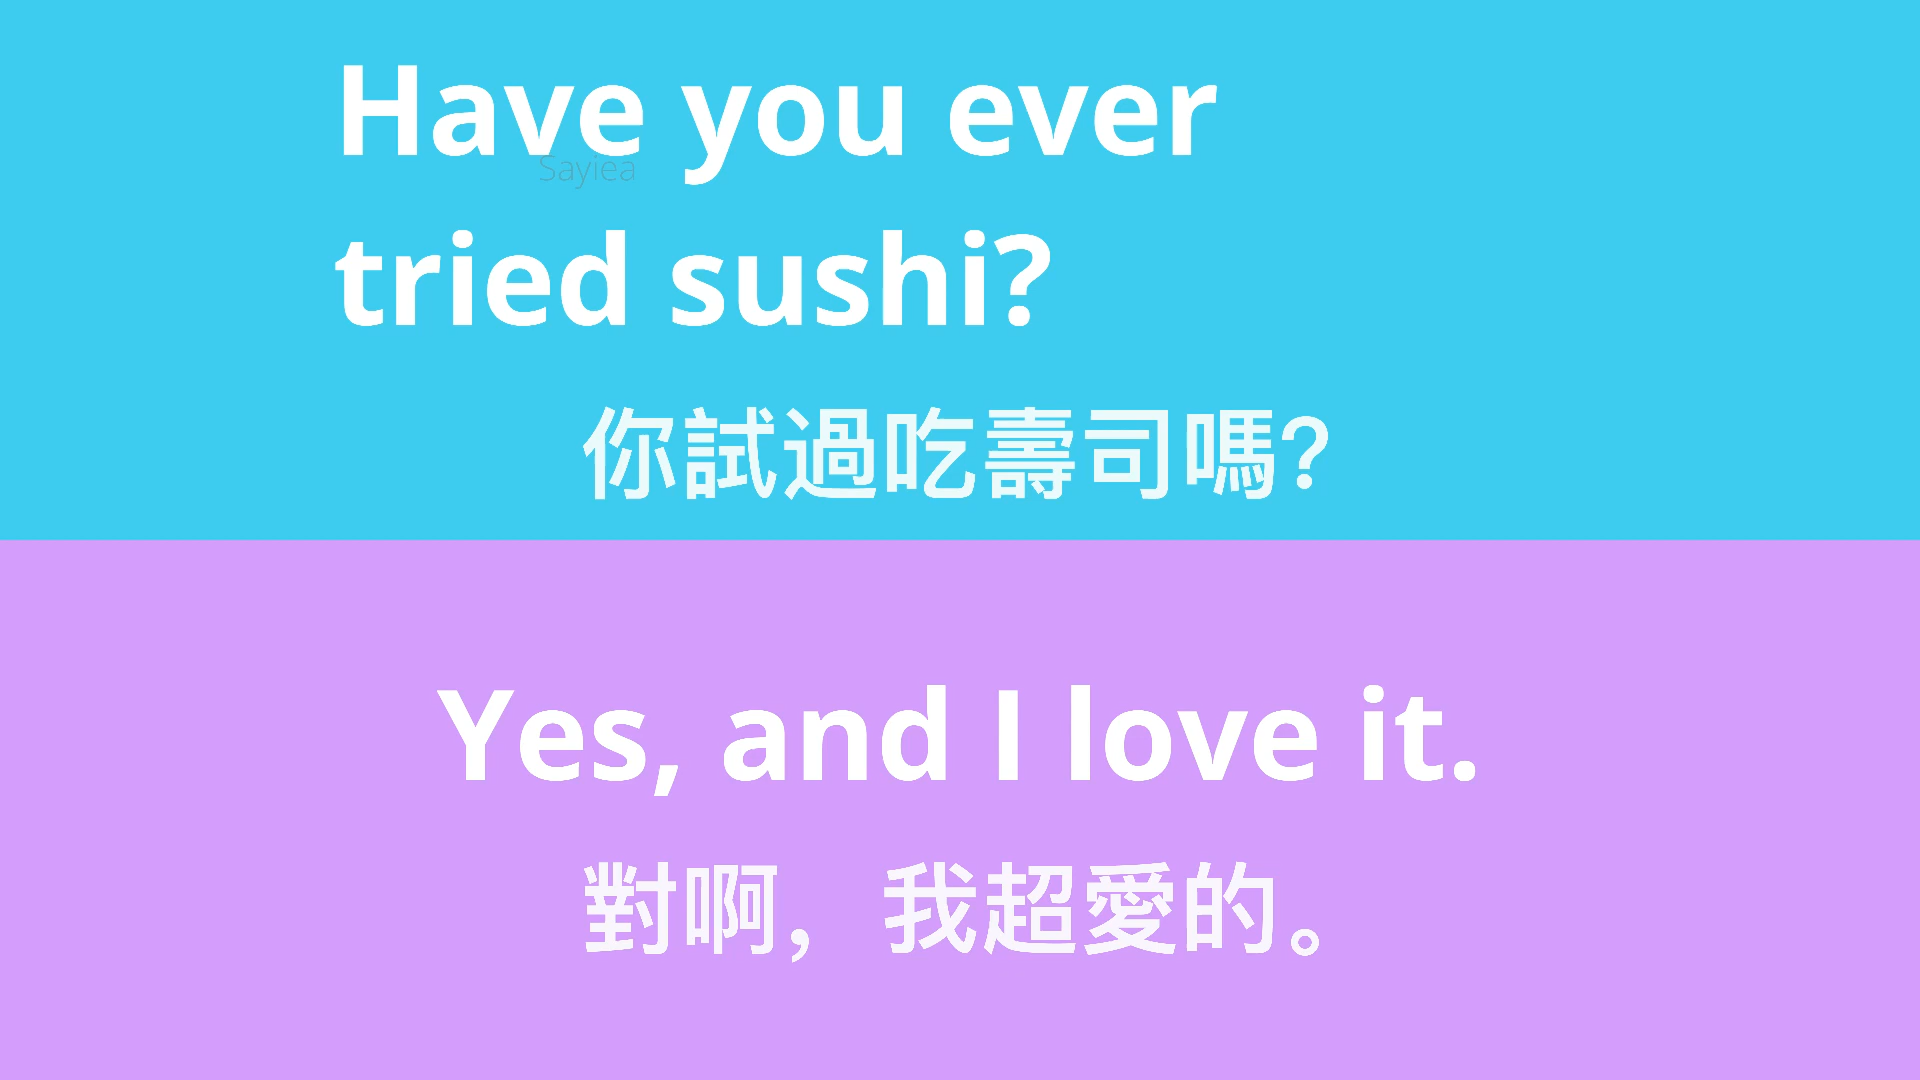 Have you ever
Sayiea
tried sushi?
你試過吃壽司嗎?
Yes, and I love it.
對啊，我超愛的。